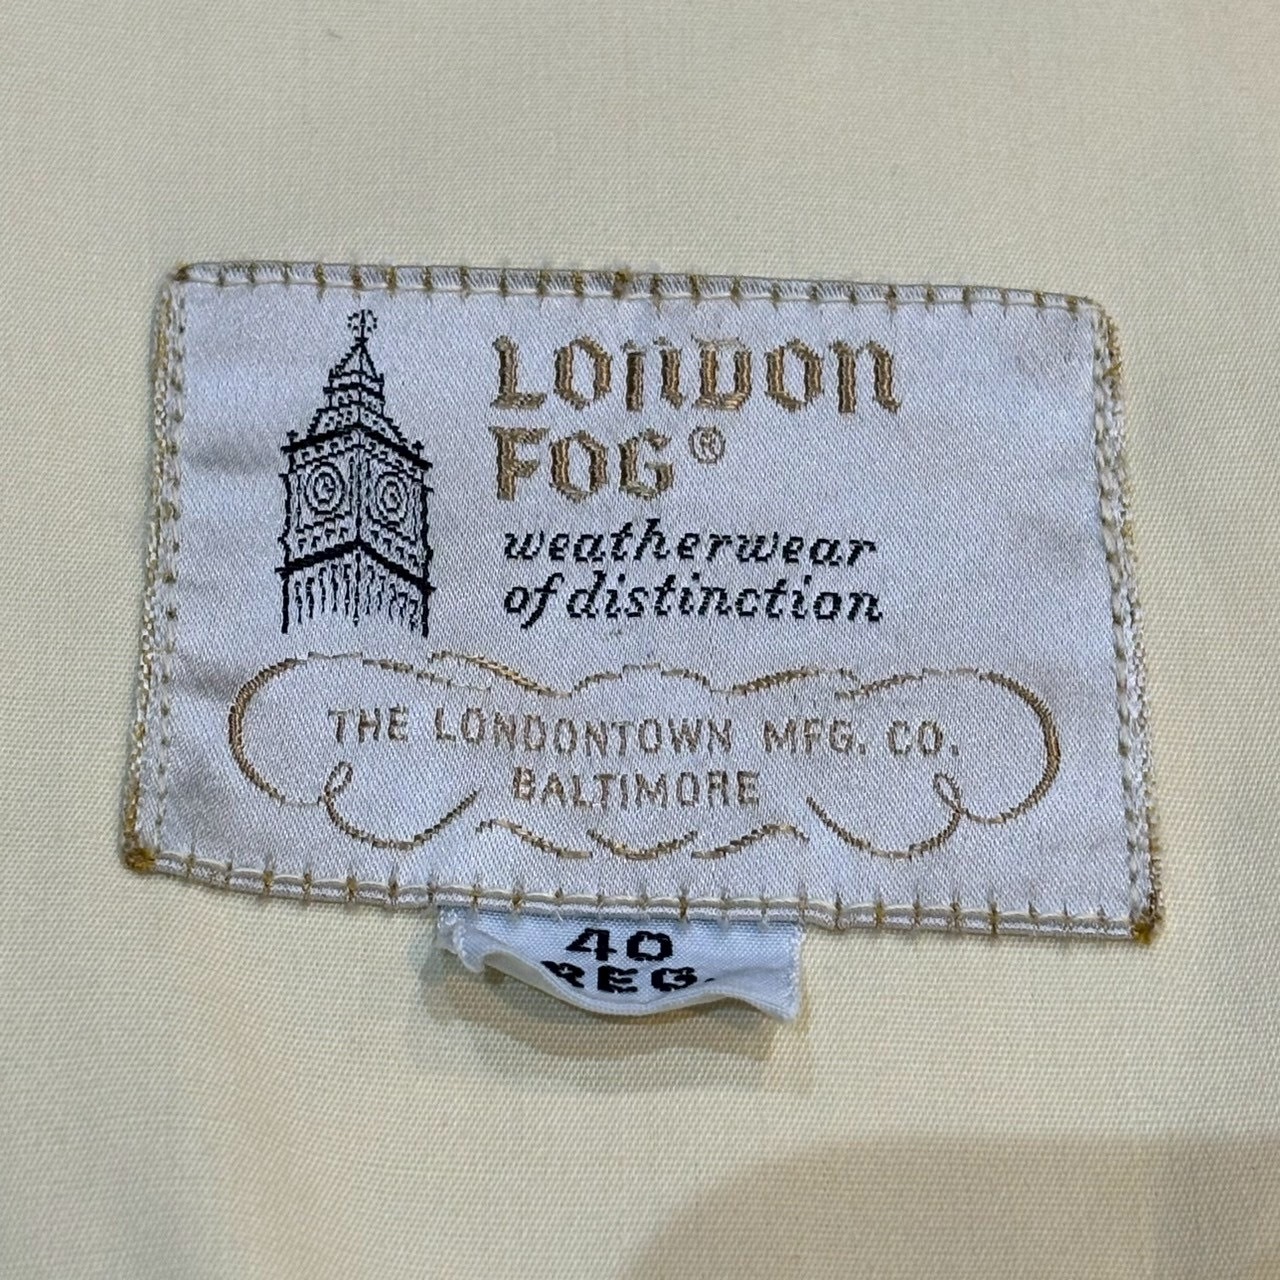 LONDON
FOG®
weatherwear
of distinction
THE LONDONTOWN MFG. CO.
BALTIMORE
40
REG.